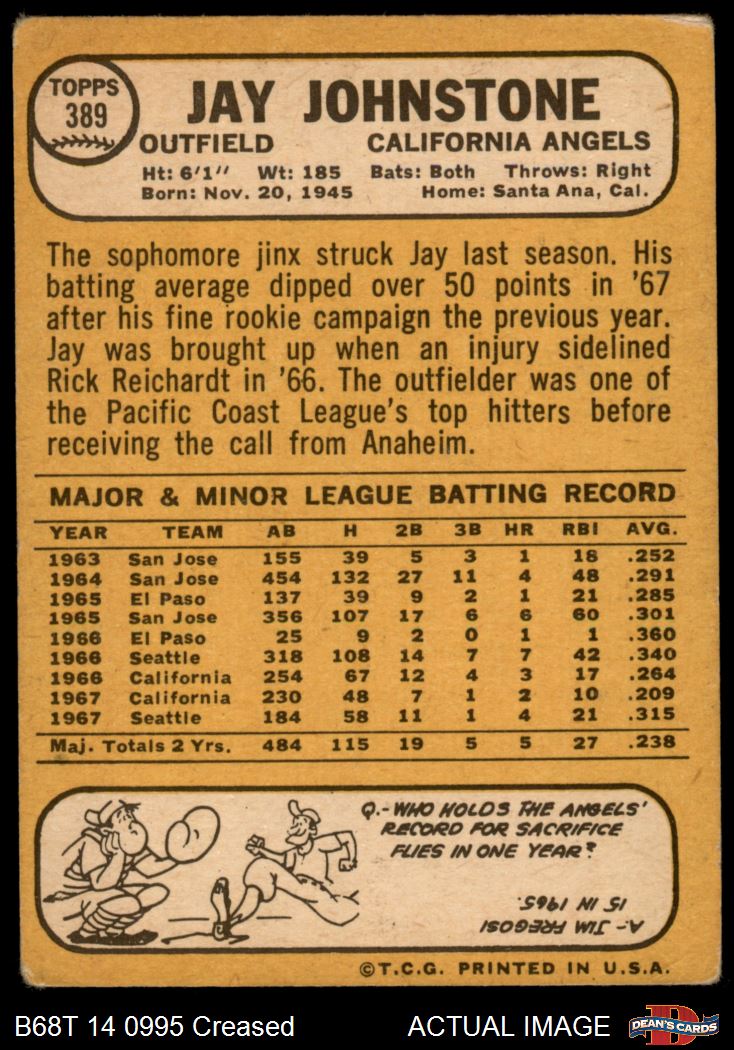 TOPPS
389
JAY JOHNSTONE
OUTFIELD CALIFORNIA ANGELS
Ht: 6'1" Wt: 185 Bats: Both Throws: Right
Born: Nov. 20, 1945 Home: Santa Ana, Cal.
The sophomore jinx struck Jay last season. His
batting average dipped over 50 points in '67
after his fine rookie campaign the previous year.
Jay was brought up when an injury sidelined
Rick Reichardt in '66. The outfielder was one of
the Pacific Coast League's top hitters before
receiving the call from Anaheim.
MAJOR & MINOR LEAGUE BATTING RECORD
YEAR TEAM AB H 2B 3B HR RBI AVG.
1963 San Jose 155 39 5 3 1 18 .252
1964 San Jose 454 132 27 11 4 48 .291
1965 El Paso 137 39 9 2 1 21 .285
1965 San Jose 356 107 17 6 6 60 .301
1966 El Paso 25 9 2 0 1 1 .360
1966 Seattle 318 108 14 7 7 42 .340
1966 California 254 67 12 4 3 17 .264
1967 California 230 48 7 1 2 10 .209
1967 Seattle 184 58 11 1 4 21 .315
Maj. Totals 2 Yrs. 484 115 19 5 5 27 .238
Q.- WHO HOLDS THE ANGELS'
RECORD FOR SACRIFICE
FLIES IN ONE YEAR?
A.- JIM FREGOSI
15 IN 1965.
©T.C.G. PRINTED IN U.S.A.
B68T 14 0995 Creased ACTUAL IMAGE
D
DEAN'S CARDS